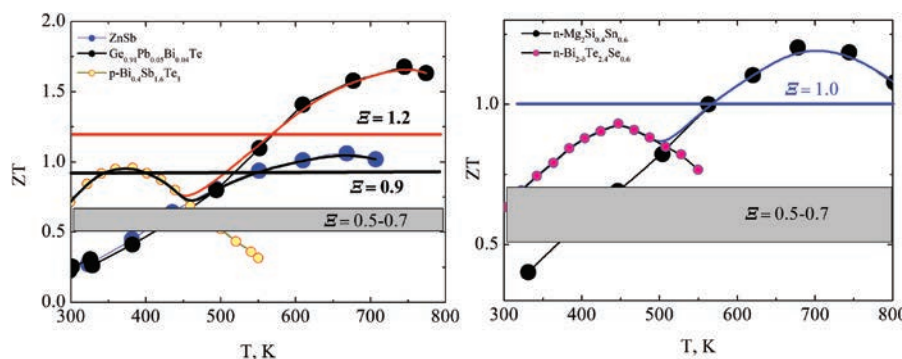 2.0
1.5
1.0
0.5
0.0
ZT
ZnSb
Ge₀.₉₁Pb₀.₀₅Bi₀.₀₄Te
p-Bi₀.₄Sb₁.₆Te₃
Ξ = 1.2
Ξ = 0.9
Ξ = 0.5-0.7
300 400 500 600 700 800
T, K
1.0
0.5
ZT
n-Mg₂Si₀.₄Sn₀.₆
n-Bi₂₋δTe₂.₄Se₀.₆
Ξ = 1.0
Ξ = 0.5-0.7
300 400 500 600 700 800
T, K